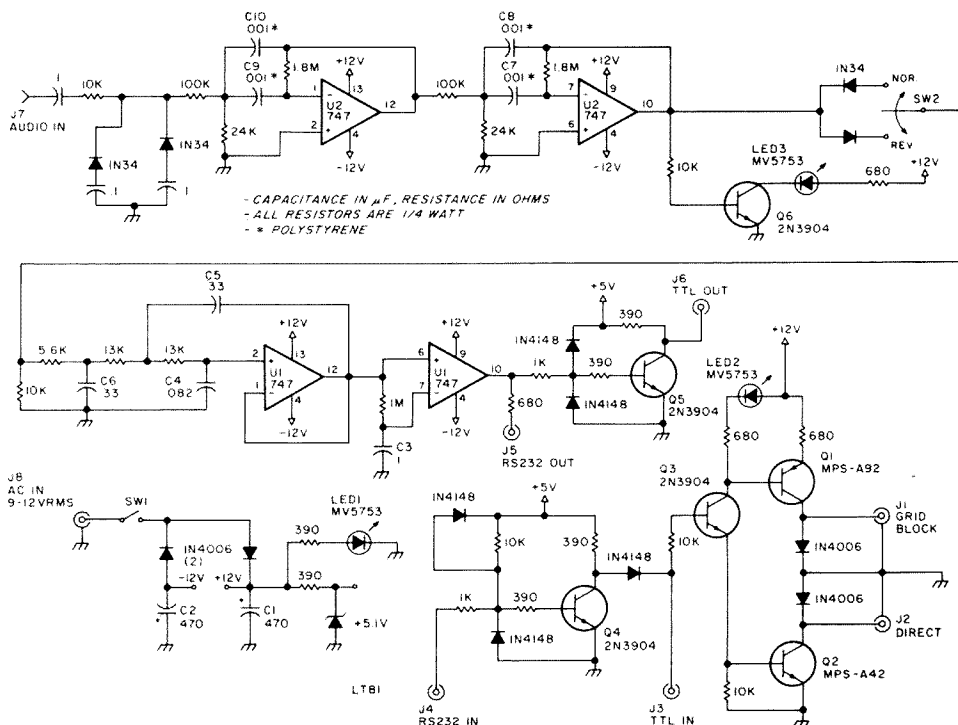 C10
.001*
C9
.001*
1.8M
+12V
1
10K
100K
24K
1
2
13
12
4
U2
747
-12V
J7
AUDIO IN
1N34
1N34
.1
.1
C8
.001*
C7
.001*
1.8M
+12V
100K
24K
7
6
9
10
4
U2
747
-12V
1N34
NOR.
SW2
REV
10K
LED3
MV5753
680
+12V
Q6
2N3904
- CAPACITANCE IN µF, RESISTANCE IN OHMS
- ALL RESISTORS ARE 1/4 WATT
- * POLYSTYRENE
C5
.33
5.6K
13K
13K
10K
C6
.33
C4
.082
+12V
2
1
13
12
4
U1
747
-12V
1M
C3
.1
+12V
6
7
9
10
4
U1
747
-12V
680
J5
RS232 OUT
1K
1N4148
1N4148
+5V
390
390
Q5
2N3904
J6
TTL OUT
LED2
MV5753
+12V
680
680
Q1
MPS-A92
Q3
2N3904
J1
GRID
BLOCK
1N4006
1N4006
J2
DIRECT
Q2
MPS-A42
10K
10K
J8
AC IN
9-12VRMS
SW1
1N4006
(2)
-12V
+12V
C2
470
C1
470
390
390
LED1
MV5753
+5.1V
LTB1
1N4148
+5V
10K
390
1N4148
1K
390
1N4148
Q4
2N3904
J4
RS232 IN
J3
TTL IN